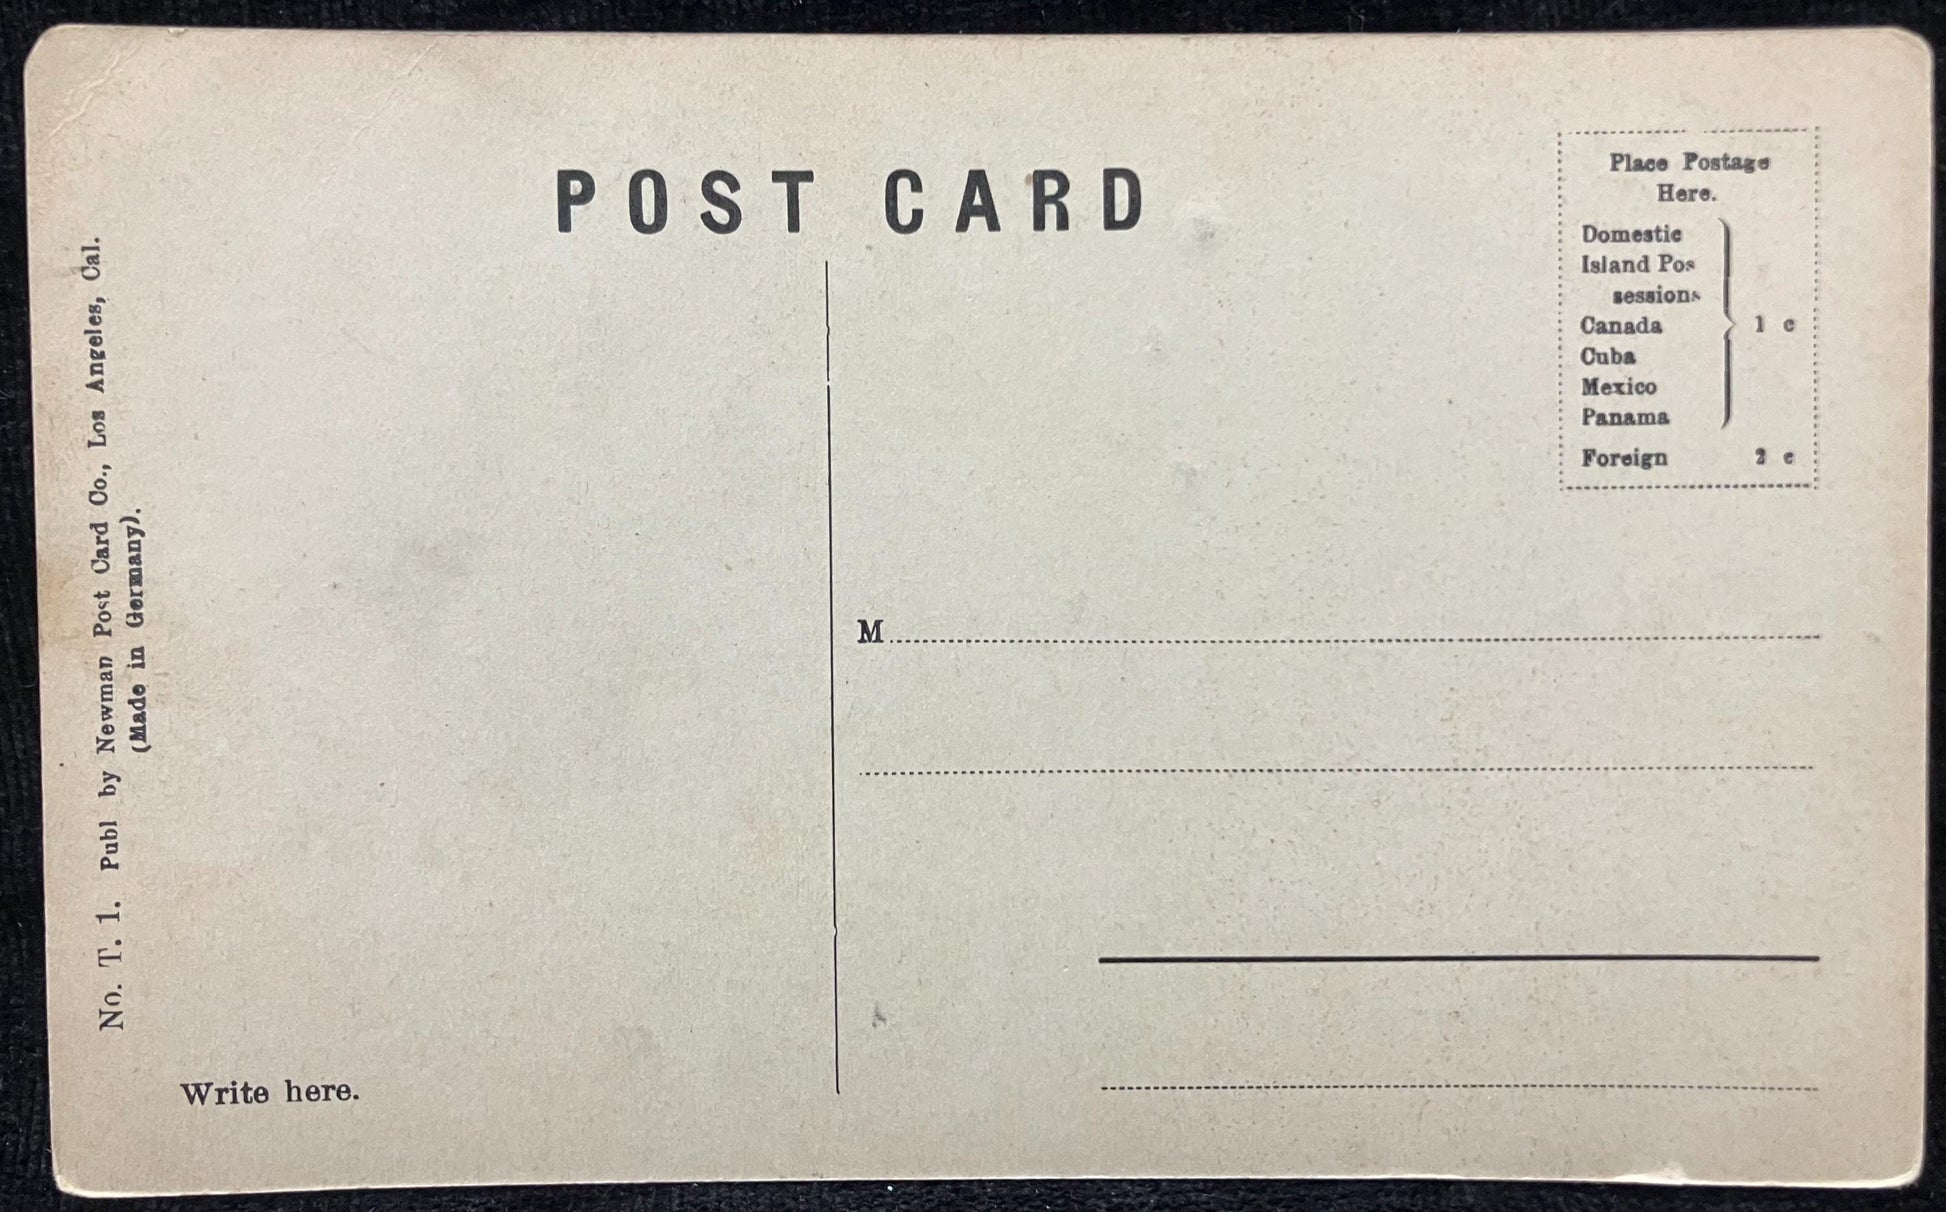 POST CARD
Place Postage
Here.
Domestic
Island Pos
sessions
Canada 1 c
Cuba
Mexico
Panama
Foreign 2 c
No. T. 1. Publ by Newman Post Card Co., Los Angeles, Cal.
(Made in Germany).
M
Write here.